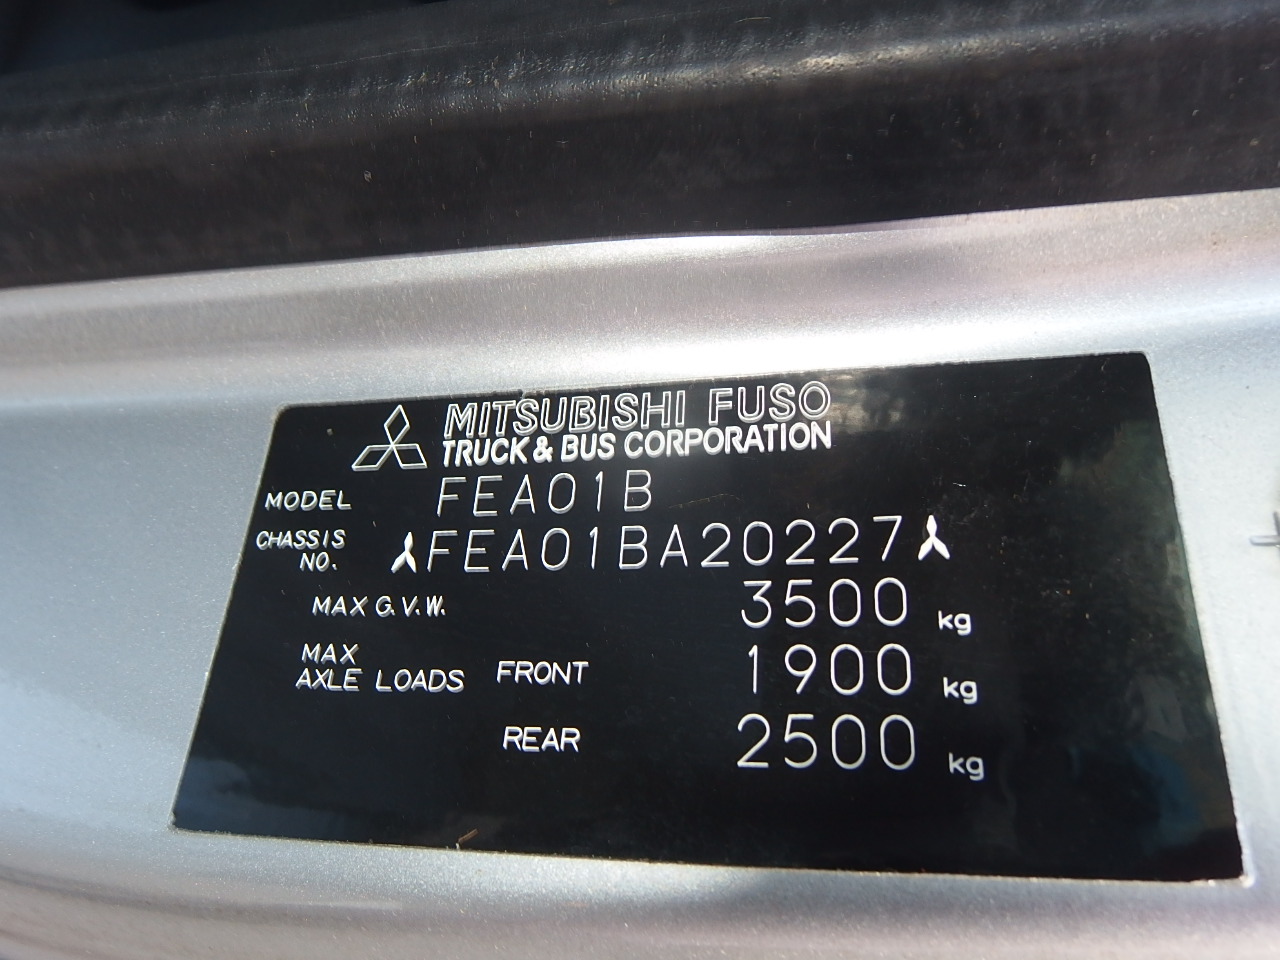 MITSUBISHI FUSO
TRUCK & BUS CORPORATION
MODEL FEA01B
CHASSIS NO. FEA01BA20227
MAX G.V.W. 3500 kg
MAX AXLE LOADS FRONT 1900 kg
REAR 2500 kg